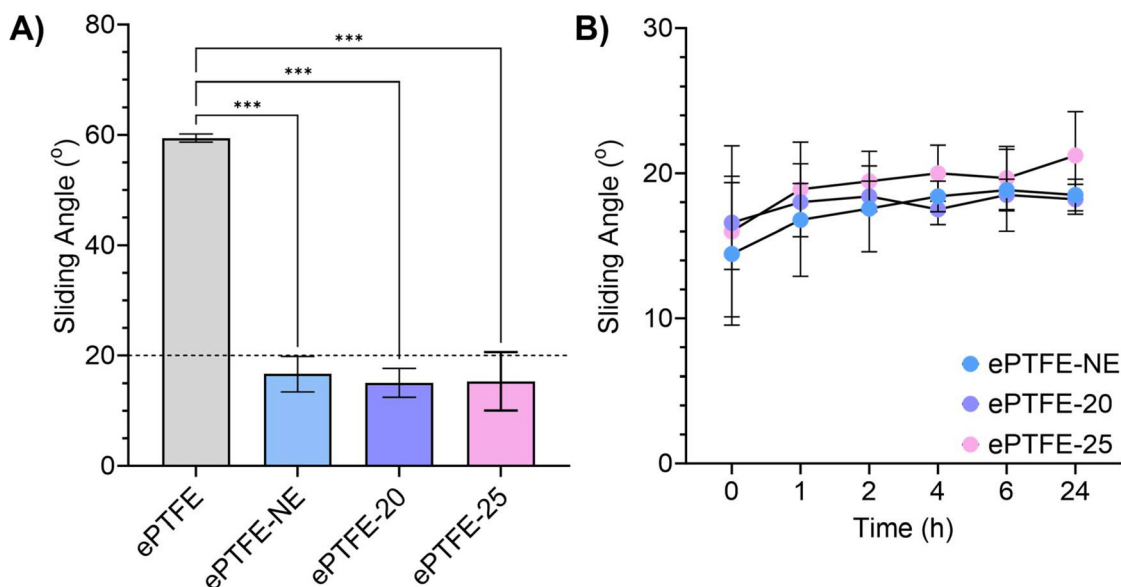 A)
Sliding Angle (o)
80
60
40
20
0
***
***
***
ePTFE
ePTFE-NE
ePTFE-20
ePTFE-25
B)
Sliding Angle (o)
30
20
10
0
ePTFE-NE
ePTFE-20
ePTFE-25
0 1 2 4 6 24
Time (h)